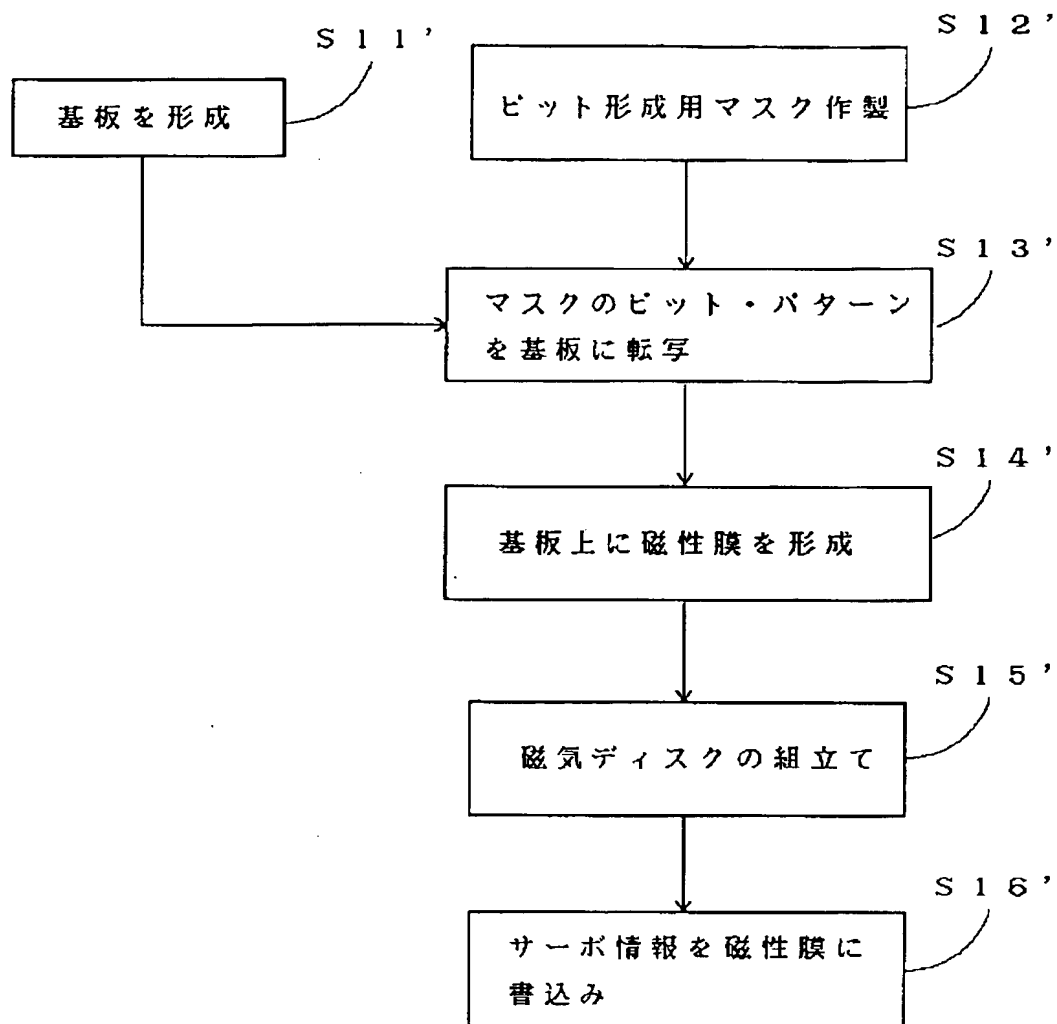 S11'
基板を形成
S12'
ピット形成用マスク作製
S13'
マスクのピット・パターン
を基板に転写
S14'
基板上に磁性膜を形成
S15'
磁気ディスクの組立て
S16'
サーボ情報を磁性膜に
書込み